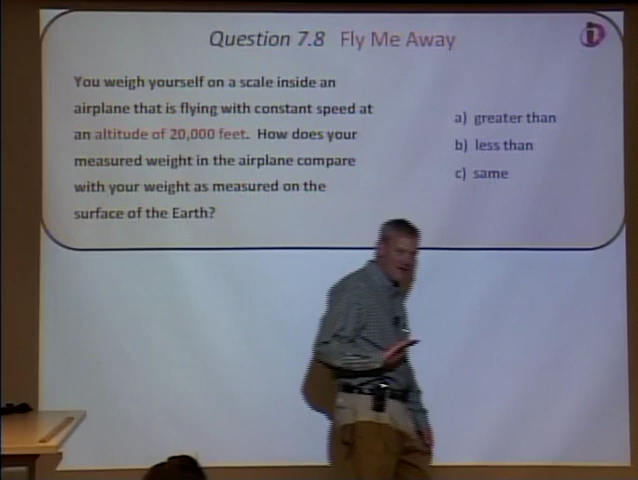 Question 7.8 Fly Me Away
You weigh yourself on a scale inside an
airplane that is flying with constant speed at
an altitude of 20,000 feet. How does your
measured weight in the airplane compare
with your weight as measured on the
surface of the Earth?
a) greater than
b) less than
c) same